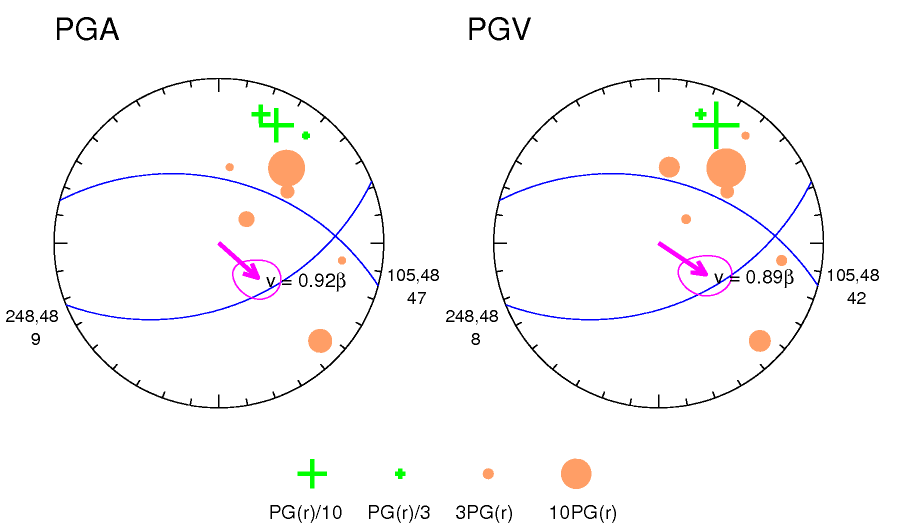 PGA
PGV
v = 0.92β
v = 0.89β
105,48
47
105,48
42
248,48
9
248,48
8
PG(r)/10
PG(r)/3
3PG(r)
10PG(r)